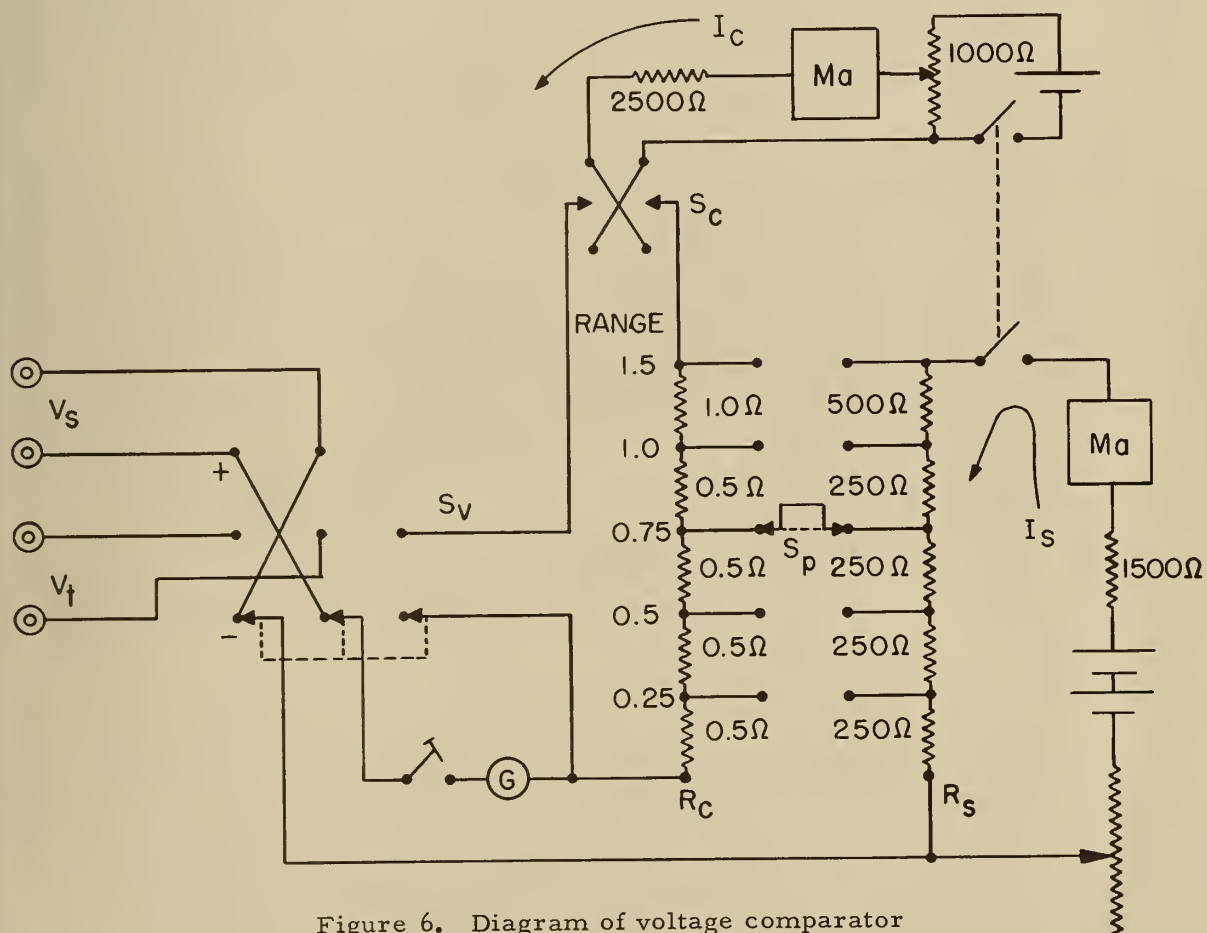 I_C
1000Ω
Ma
2500Ω
S_C
RANGE
1.5
1.0Ω
500Ω
Ma
V_S
+
1.0
0.5Ω
250Ω
S_V
0.75
S_P
I_S
0.5Ω
250Ω
1500Ω
V_t
-
0.5
0.5Ω
250Ω
0.25
0.5Ω
250Ω
G
R_C
R_S
Figure 6. Diagram of voltage comparator